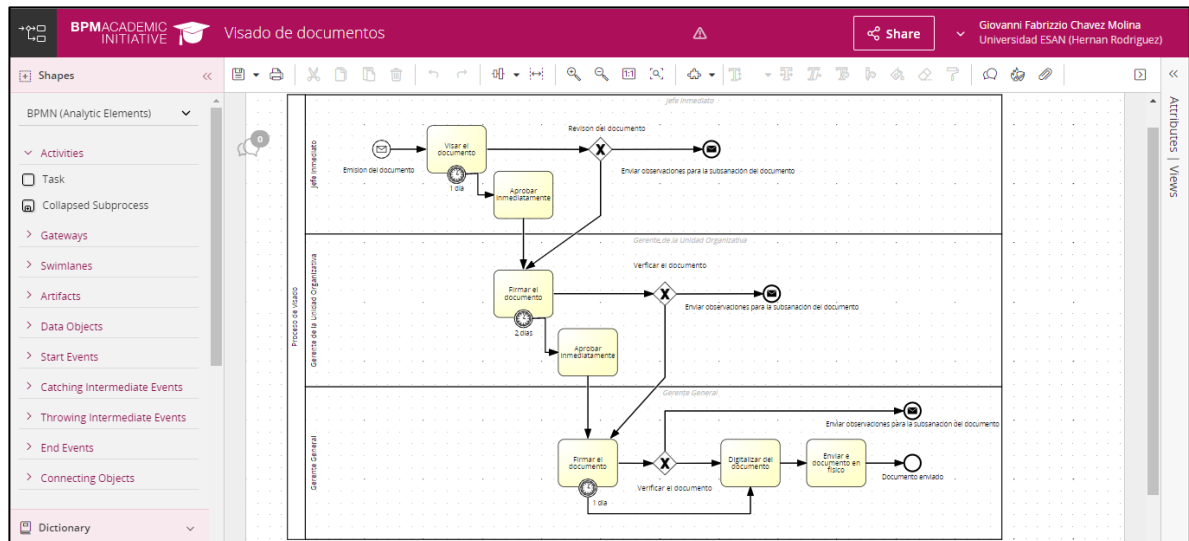 BPMACADEMIC
INITIATIVE
Visado de documentos
Share
Giovanni Fabrizzio Chavez Molina
Universidad ESAN (Hernan Rodriguez)
Shapes
1:1
BPMN (Analytic Elements)
Activities
Task
Collapsed Subprocess
Gateways
Swimlanes
Artifacts
Data Objects
Start Events
Catching Intermediate Events
Throwing Intermediate Events
End Events
Connecting Objects
Dictionary
Attributes | Views
0
Proceso de visado
Jefe inmediato
Jefe inmediato
Emision del documento
Visar el
documento
1 dia
Aprobar
inmediatamente
Revison del documento
X
Enviar observaciones para la subsanación del documento
Gerente de la Unidad Organizativa
Gerente de la Unidad Organizativa
Firmar el
documento
2 dias
Aprobar
inmediatamente
Verficar el documento
X
Enviar observaciones para la subsanación del documento
Gerente General
Gerente General
Firmar el
documento
1 dia
X
Verificar el documento
Enviar observaciones para la subsanación del documento
Digitalizar del
documento
Enviar e
documento en
físico
Documento enviado